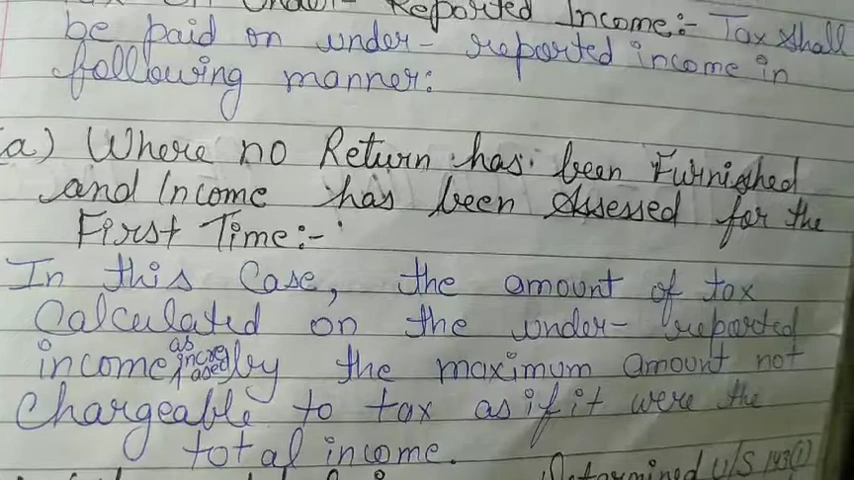 on Under- Reported Income:- Tax shall
be paid on under- reported income in
following manner:
(a) Where no Return has been Furnished
and Income has been Assessed for the
First Time:-
In this Case, the amount of tax
Calculated on the under- reported
income as increased by the maximum amount not
Chargeable to tax as if it were the
total income.
Determined U/S 143(1)